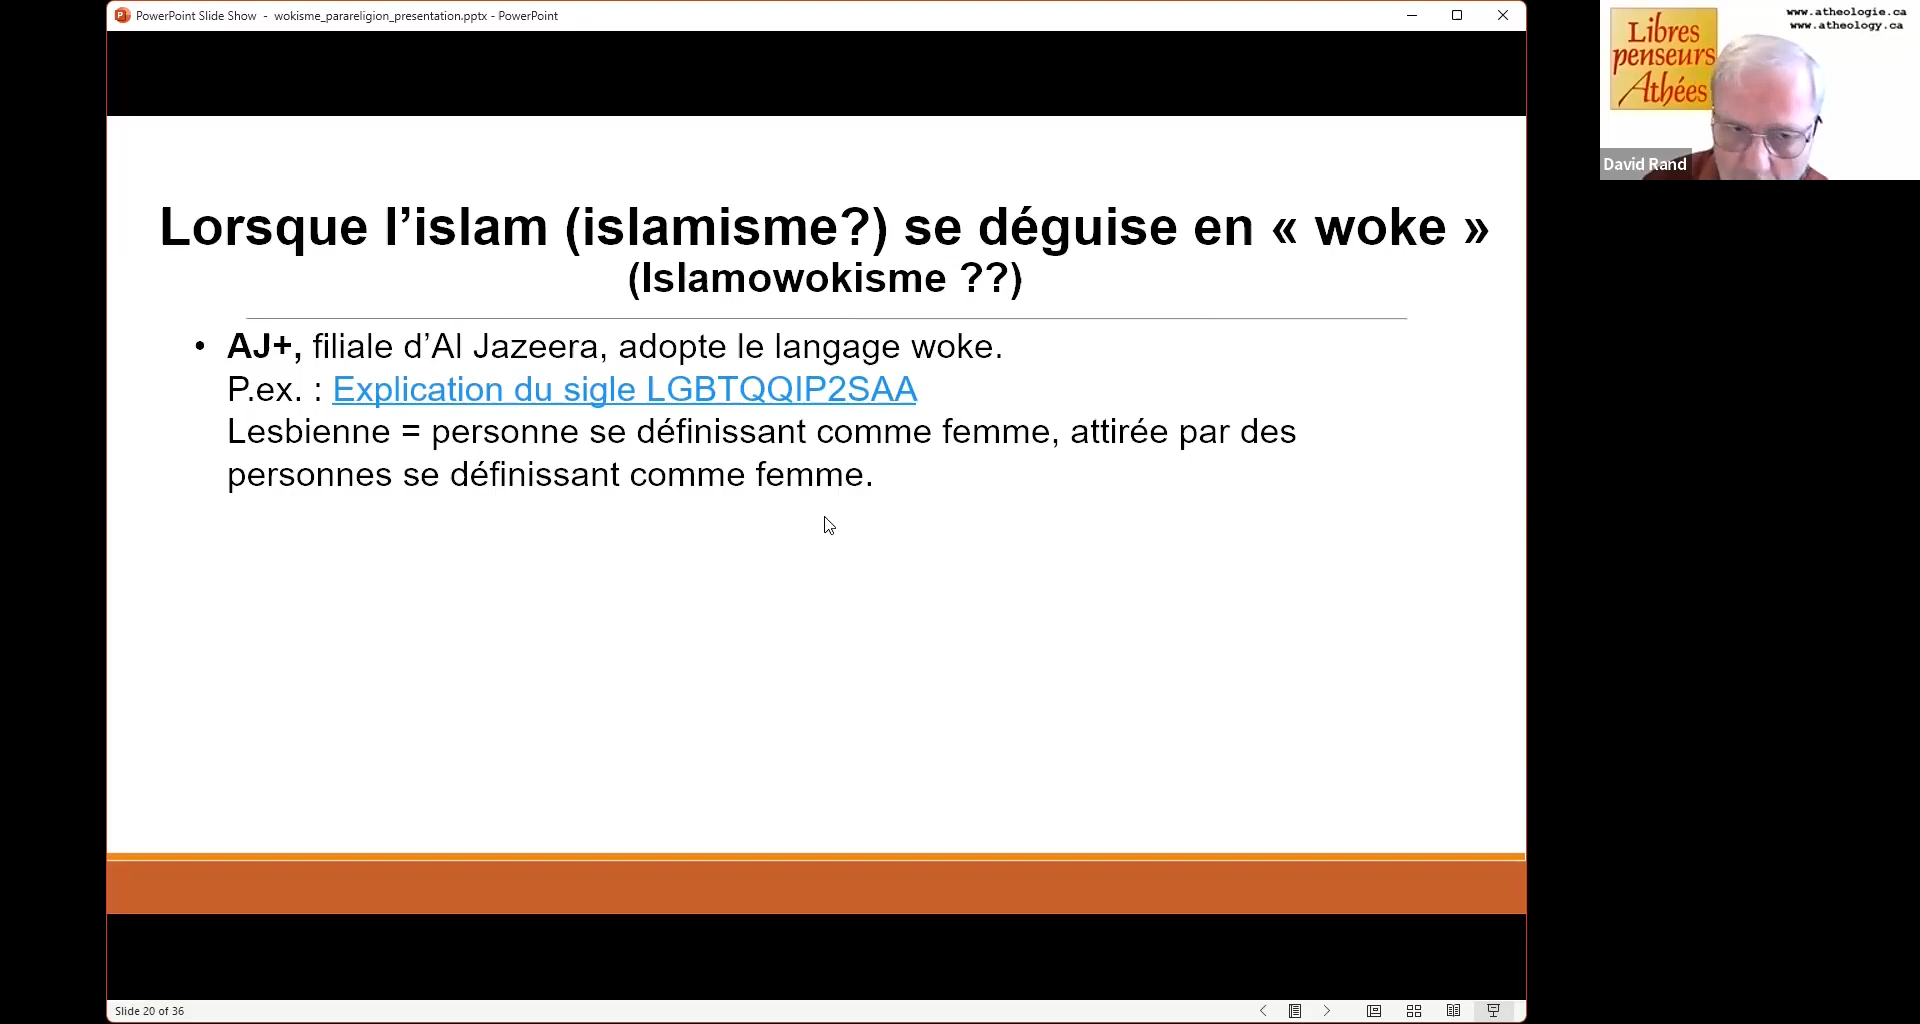 PowerPoint Slide Show - wokisme_parareligion_presentation.pptx - PowerPoint
Lorsque l’islam (islamisme?) se déguise en « woke »
(Islamowokisme ??)
• AJ+, filiale d’Al Jazeera, adopte le langage woke.
P.ex. : Explication du sigle LGBTQQIP2SAA
Lesbienne = personne se définissant comme femme, attirée par des
personnes se définissant comme femme.
Slide 20 of 36
www.atheologie.ca
www.atheology.ca
Libres
penseurs
Athées
David Rand